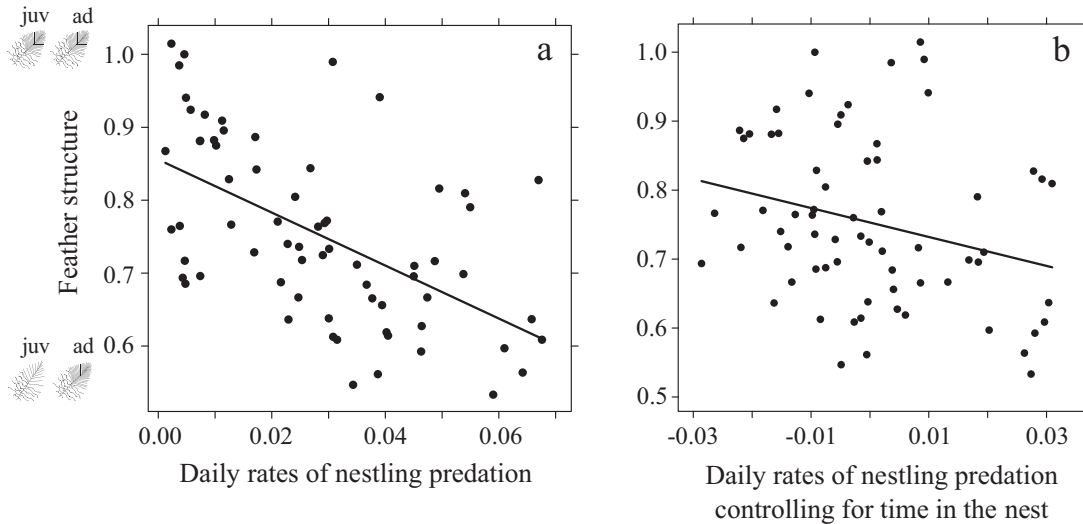 juv ad
a
1.0
0.9
0.8
0.7
0.6
Feather structure
juv ad
0.00 0.02 0.04 0.06
Daily rates of nestling predation
b
1.0
0.9
0.8
0.7
0.6
0.5
-0.03 -0.01 0.01 0.03
Daily rates of nestling predation
controlling for time in the nest